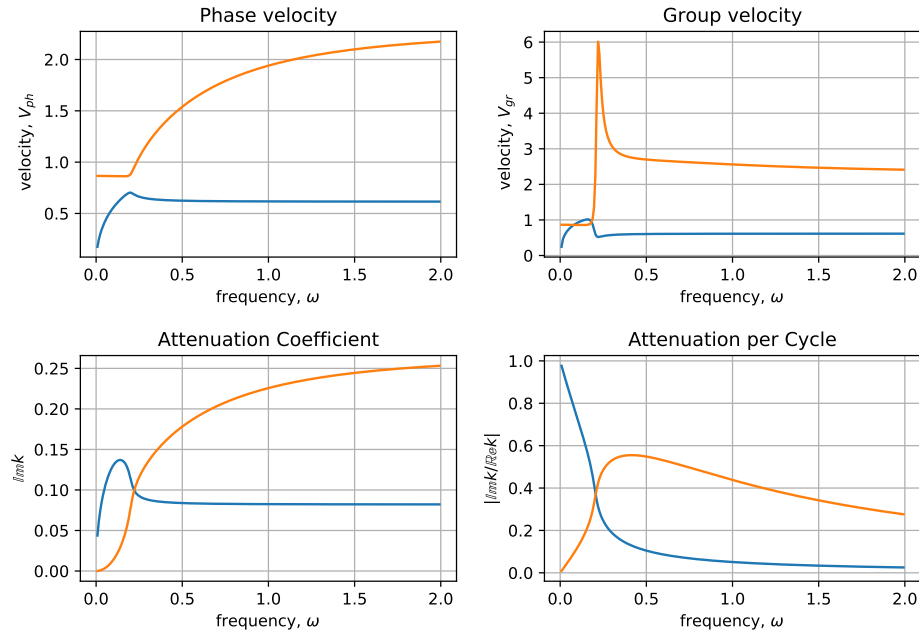 Phase velocity
velocity, V_ph
2.0
1.5
1.0
0.5
0.0 0.5 1.0 1.5 2.0
frequency, ω
Group velocity
velocity, V_gr
6
5
4
3
2
1
0
0.0 0.5 1.0 1.5 2.0
frequency, ω
Attenuation Coefficient
𝕀𝕞k
0.25
0.20
0.15
0.10
0.05
0.00
0.0 0.5 1.0 1.5 2.0
frequency, ω
Attenuation per Cycle
|𝕀𝕞k/ℝ𝕖k|
1.0
0.8
0.6
0.4
0.2
0.0
0.0 0.5 1.0 1.5 2.0
frequency, ω